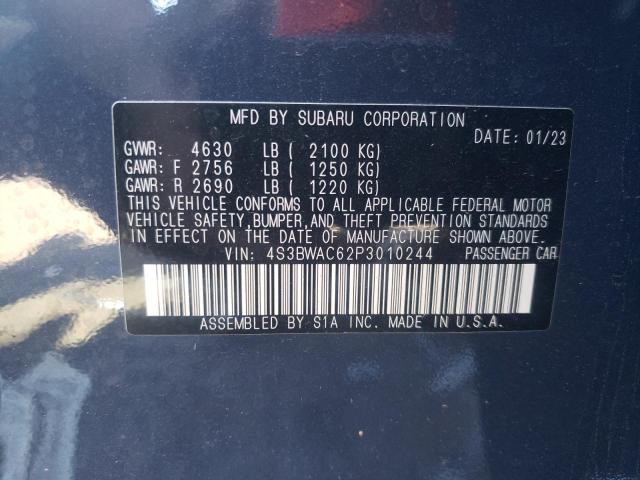 MFD BY SUBARU CORPORATION
DATE: 01/23
GVWR: 4630 LB ( 2100 KG)
GAWR: F 2756 LB ( 1250 KG)
GAWR: R 2690 LB ( 1220 KG)
THIS VEHICLE CONFORMS TO ALL APPLICABLE FEDERAL MOTOR
VEHICLE SAFETY,BUMPER,AND THEFT PREVENTION STANDARDS
IN EFFECT ON THE DATE OF MANUFACTURE SHOWN ABOVE.
VIN: 4S3BWAC62P3010244 PASSENGER CAR
ASSEMBLED BY SIA INC. MADE IN U.S.A.